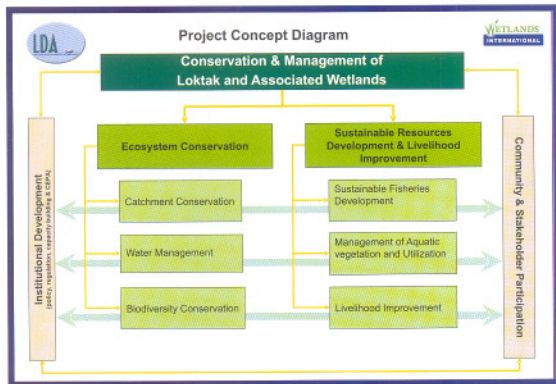 LDA
Project Concept Diagram
WETLANDS
INTERNATIONAL
Conservation & Management of
Loktak and Associated Wetlands
Ecosystem Conservation
Sustainable Resources
Development & Livelihood
Improvement
Catchment Conservation
Sustainable Fisheries
Development
Water Management
Management of Aquatic
vegetation and Utilization
Biodiversity Conservation
Livelihood Improvement
Institutional Development
(policy, regulation, capacity building & CEPA)
Community & Stakeholder Participation